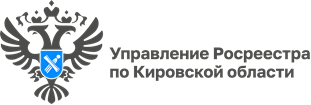 Управление Росреестра
по Кировской области